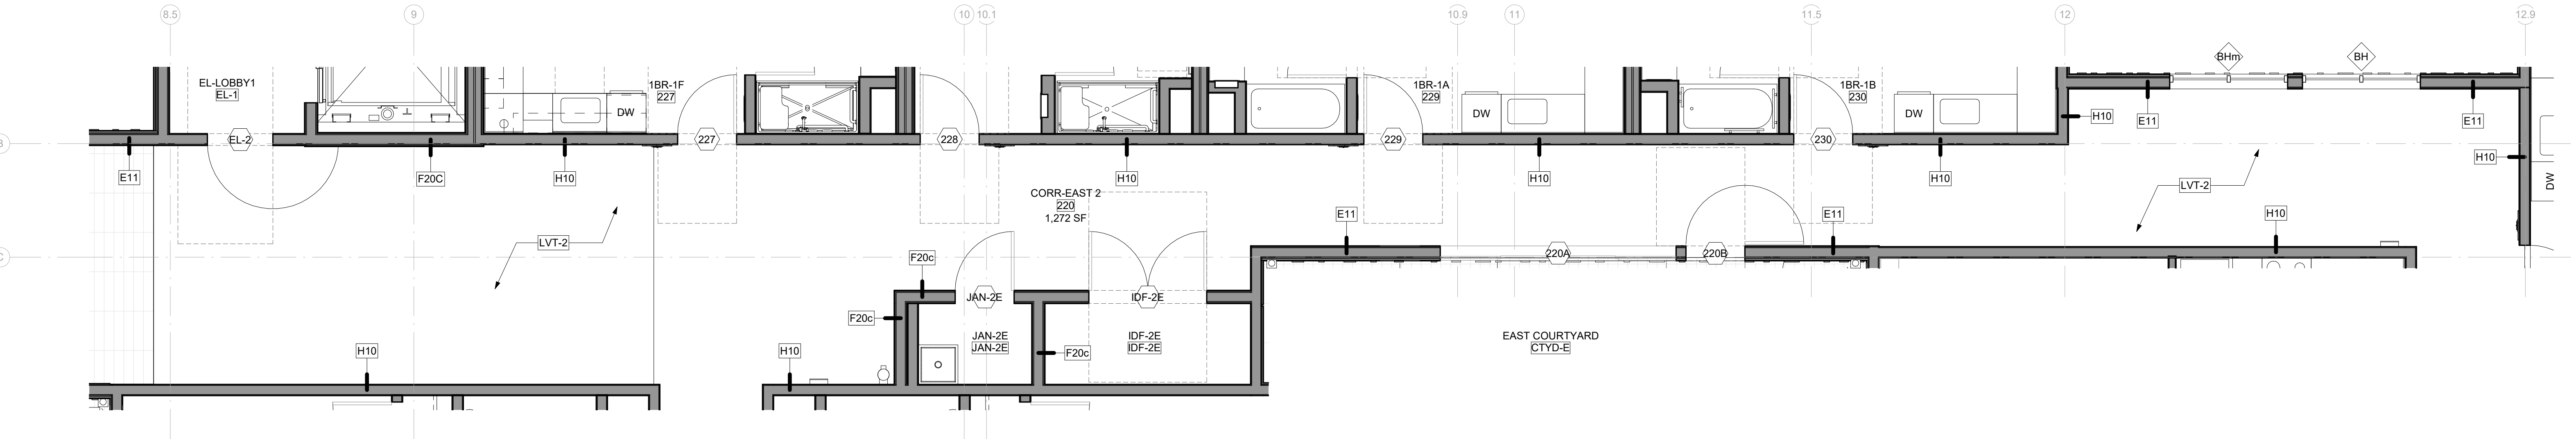 8.5
9
10
10.1
10.9
11
11.5
12
12.9
BHm
BH
EL-LOBBY1
EL-1
1BR-1F
227
DW
1BR-1A
229
DW
1BR-1B
230
DW
H10
E11
E11
EL-2
227
228
229
230
H10
DW
E11
F20C
H10
H10
H10
H10
LVT-2
CORR-EAST 2
220
1,272 SF
E11
E11
H10
LVT-2
F20c
220A
220B
C
JAN-2E
IDF-2E
F20c
JAN-2E
JAN-2E
IDF-2E
IDF-2E
F20c
EAST COURTYARD
CTYD-E
H10
H10